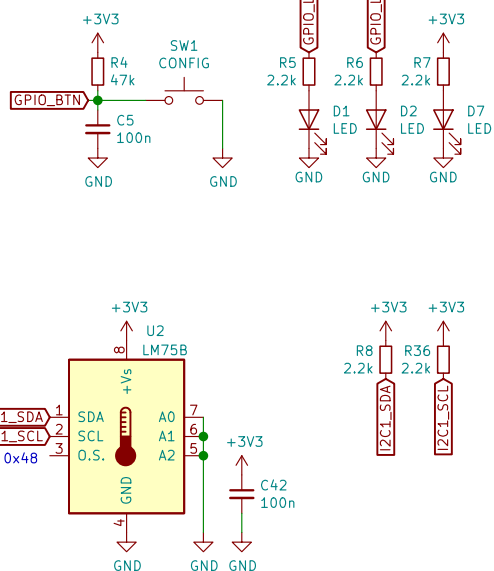 +3V3
R4
47k
GPIO_BTN
C5
100n
GND
SW1
CONFIG
GND
R5
2.2k
D1
LED
GND
R6
2.2k
D2
LED
GND
+3V3
R7
2.2k
D7
LED
GND
+3V3
U2
LM75B
8
+Vs
1_SDA
1
SDA
1_SCL
2
SCL
0x48
3
O.S.
A0
7
A1
6
A2
5
GND
4
GND
GND
+3V3
C42
100n
GND
+3V3
R8
2.2k
I2C1_SDA
+3V3
R36
2.2k
I2C1_SCL